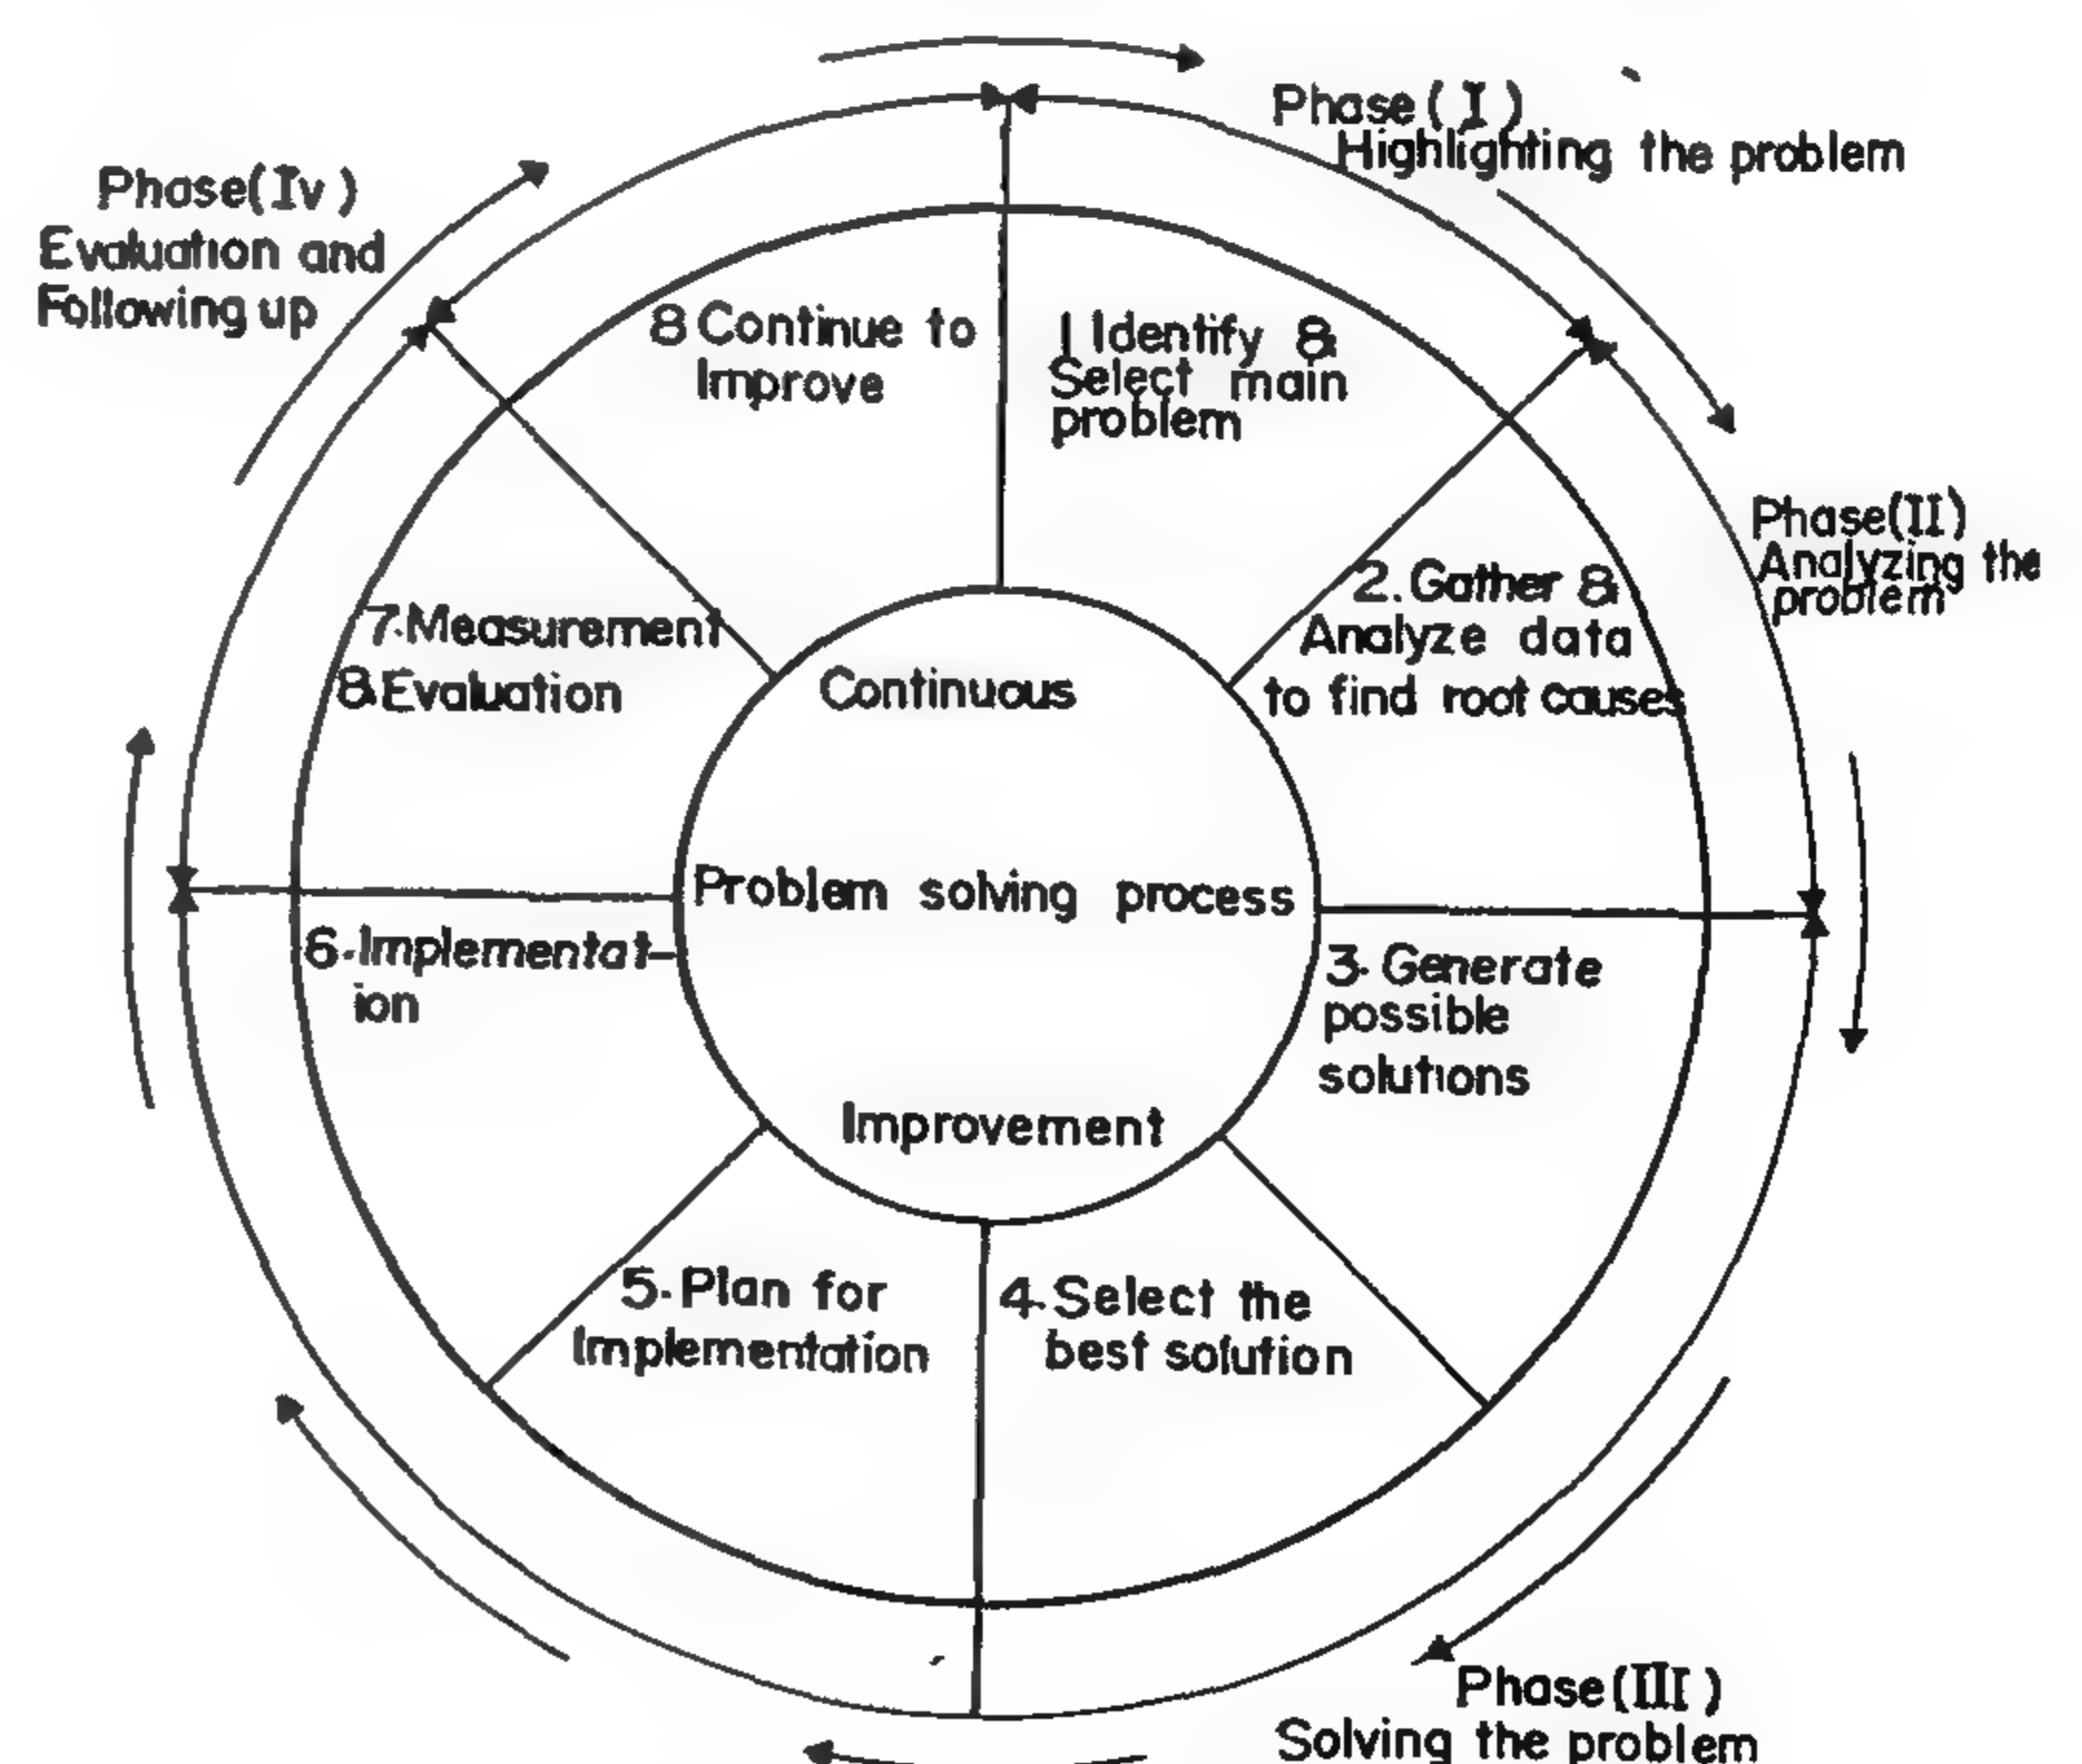 Phase(I)
Highlighting the problem
Phase(Iv)
Evaluation and
Following up
8 Continue to
Improve
1 Identify &
Select main
problem
Phase(II)
Analyzing the
problem
2. Gather &
Analyze data
to find root causes
7. Measurement
& Evaluation
Continuous
Problem solving process
Improvement
6. Implementat-
ion
3. Generate
possible
solutions
5. Plan for
Implementation
4. Select the
best solution
Phase(III)
Solving the problem